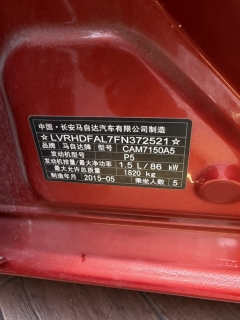 中国·长安马自达汽车有限公司制造
★LVRHDFAL7FN372521★
品牌 马自达牌 型号 CAM7150A5
发动机型号 P5
发动机排量/最大净功率 1.5 L/86 kW
最大允许总质量 1820 kg
制造年月 2015-05 乘坐人数 5